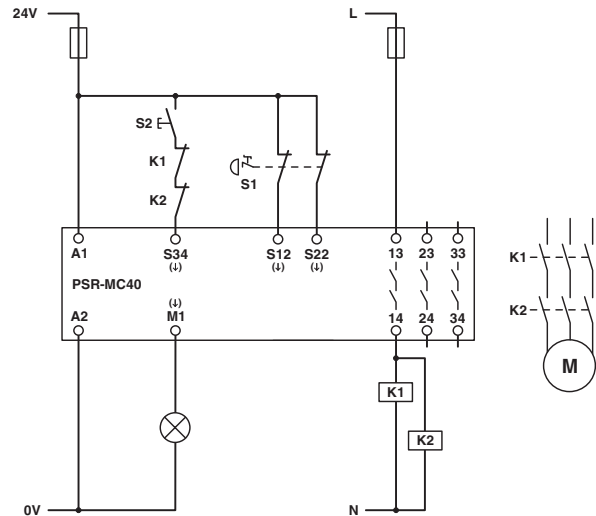 24V
L
S2
K1
S1
K2
A1
S34
(↓)
S12
(↓)
S22
(↓)
13
23
33
PSR-MC40
(↓)
A2
M1
14
24
34
K1
K2
M
K1
K2
0V
N